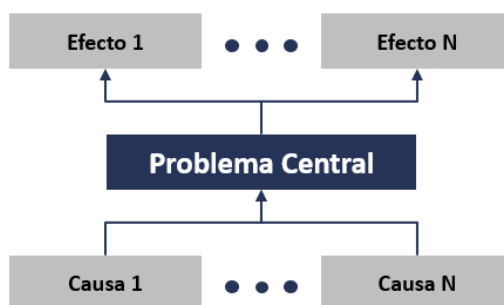 Efecto 1
Efecto N
Problema Central
Causa 1
Causa N